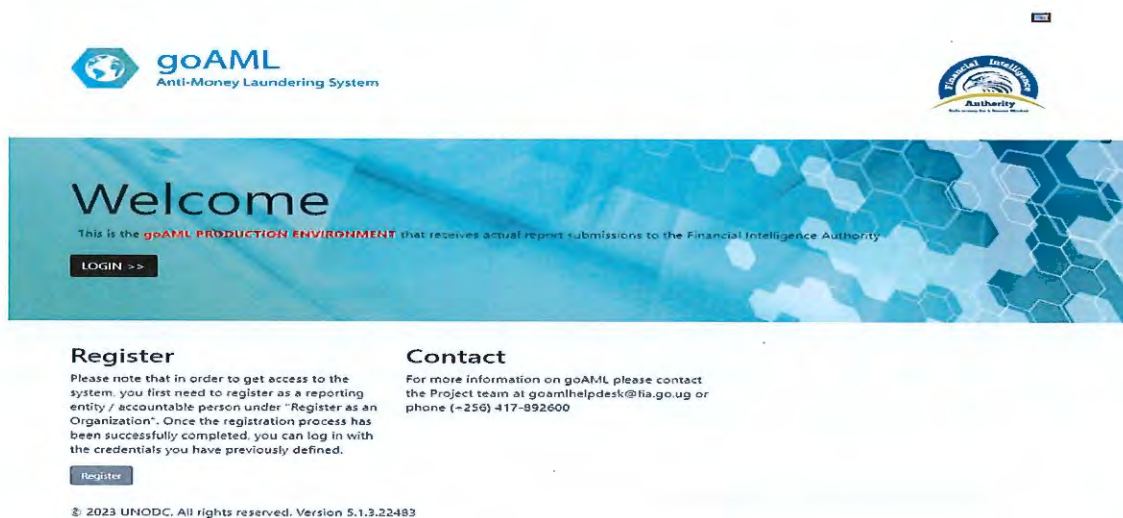 goAML
Anti-Money Laundering System
Financial Intelligence
Authority
Welcome
This is the goAML PRODUCTION ENVIRONMENT that receives actual report submissions to the Financial Intelligence Authority
LOGIN >>
Register
Please note that in order to get access to the
system, you first need to register as a reporting
entity / accountable person under "Register as an
Organization". Once the registration process has
been successfully completed, you can log in with
the credentials you have previously defined.
Register
Contact
For more information on goAML please contact
the Project team at goamlhelpdesk@fia.go.ug or
phone (+256) 417-892600
© 2023 UNODC. All rights reserved. Version 5.1.3.22483